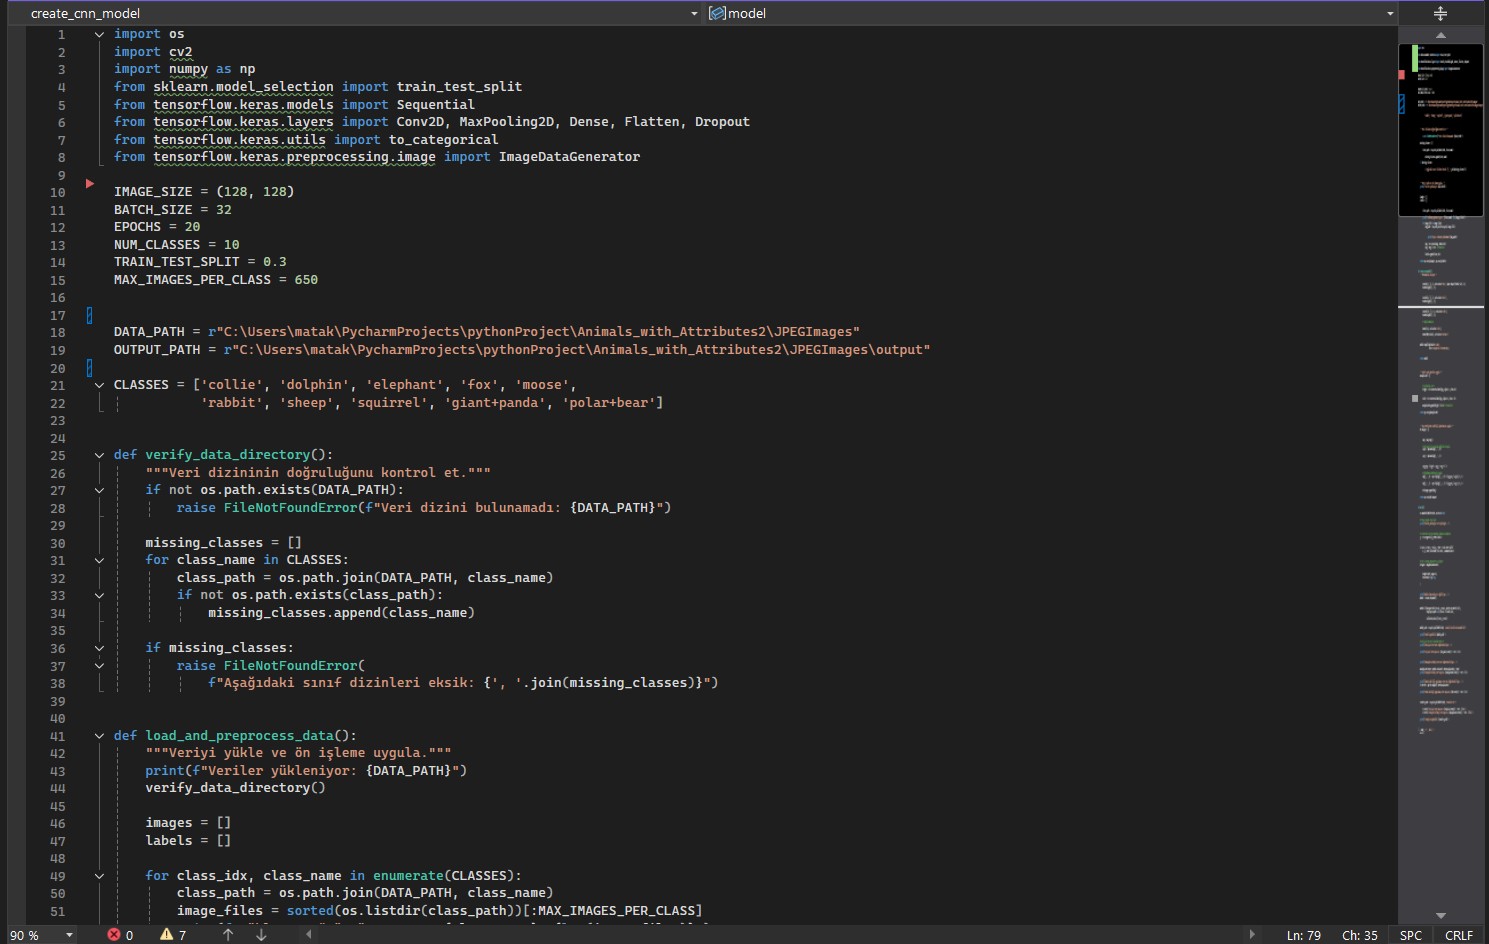 create_cnn_model
model
1 import os
2 import cv2
3 import numpy as np
4 from sklearn.model_selection import train_test_split
5 from tensorflow.keras.models import Sequential
6 from tensorflow.keras.layers import Conv2D, MaxPooling2D, Dense, Flatten, Dropout
7 from tensorflow.keras.utils import to_categorical
8 from tensorflow.keras.preprocessing.image import ImageDataGenerator
9
10 IMAGE_SIZE = (128, 128)
11 BATCH_SIZE = 32
12 EPOCHS = 20
13 NUM_CLASSES = 10
14 TRAIN_TEST_SPLIT = 0.3
15 MAX_IMAGES_PER_CLASS = 650
16
17
18 DATA_PATH = r"C:\Users\matak\PycharmProjects\pythonProject\Animals_with_Attributes2\JPEGImages"
19 OUTPUT_PATH = r"C:\Users\matak\PycharmProjects\pythonProject\Animals_with_Attributes2\JPEGImages\output"
20
21 CLASSES = ['collie', 'dolphin', 'elephant', 'fox', 'moose',
22 'rabbit', 'sheep', 'squirrel', 'giant+panda', 'polar+bear']
23
24
25 def verify_data_directory():
26 """Veri dizininin doğruluğunu kontrol et."""
27 if not os.path.exists(DATA_PATH):
28 raise FileNotFoundError(f"Veri dizini bulunamadı: {DATA_PATH}")
29
30 missing_classes = []
31 for class_name in CLASSES:
32 class_path = os.path.join(DATA_PATH, class_name)
33 if not os.path.exists(class_path):
34 missing_classes.append(class_name)
35
36 if missing_classes:
37 raise FileNotFoundError(
38 f"Aşağıdaki sınıf dizinleri eksik: {', '.join(missing_classes)}")
39
40
41 def load_and_preprocess_data():
42 """Veriyi yükle ve ön işleme uygula."""
43 print(f"Veriler yükleniyor: {DATA_PATH}")
44 verify_data_directory()
45
46 images = []
47 labels = []
48
49 for class_idx, class_name in enumerate(CLASSES):
50 class_path = os.path.join(DATA_PATH, class_name)
51 image_files = sorted(os.listdir(class_path))[:MAX_IMAGES_PER_CLASS]
90 % 0 7 Ln: 79 Ch: 35 SPC CRLF